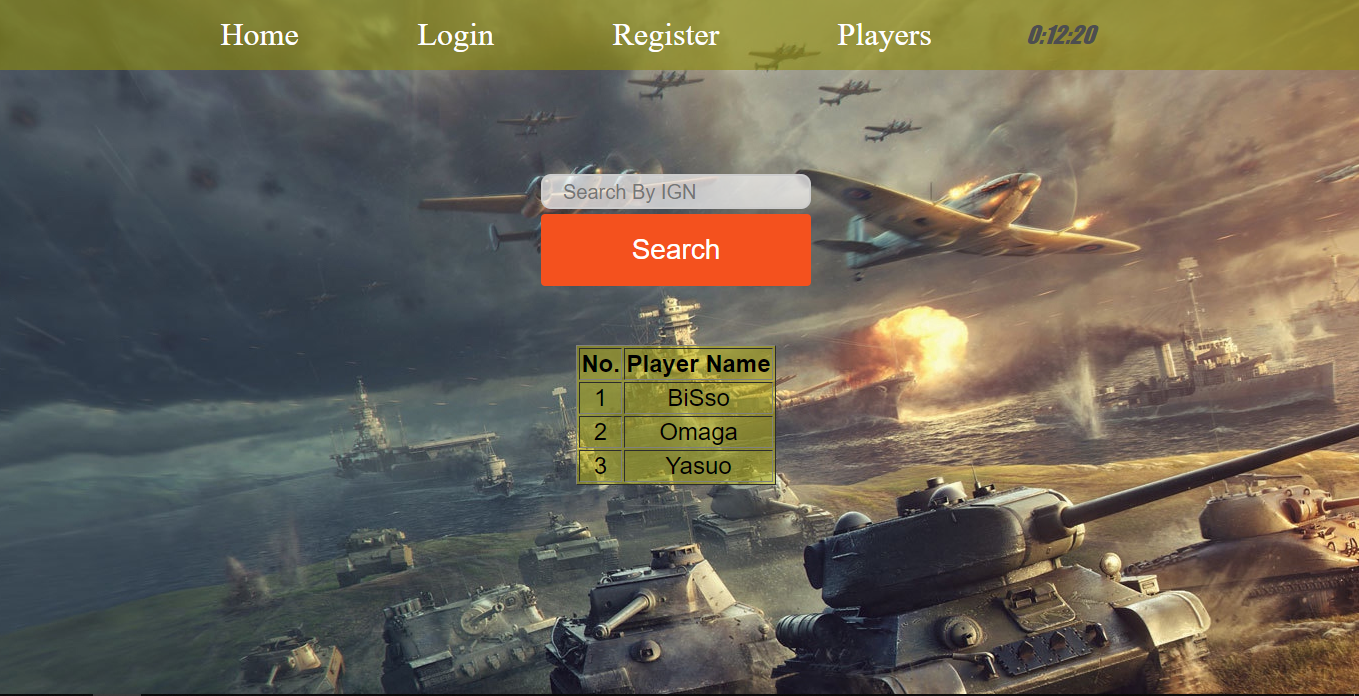 Home Login Register Players 0:12:20
Search By IGN
Search
No. Player Name
1 BiSso
2 Omaga
3 Yasuo